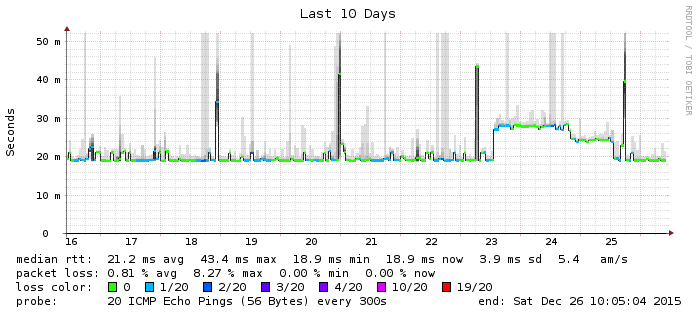 Last 10 Days
RRDTOOL / TOBI OETIKER
Seconds
50 m
40 m
30 m
20 m
10 m
0
16 17 18 19 20 21 22 23 24 25
median rtt: 21.2 ms avg 43.4 ms max 18.9 ms min 18.9 ms now 3.9 ms sd 5.4 am/s
packet loss: 0.81 % avg 8.27 % max 0.00 % min 0.00 % now
loss color: 0 1/20 2/20 3/20 4/20 10/20 19/20
probe: 20 ICMP Echo Pings (56 Bytes) every 300s end: Sat Dec 26 10:05:04 2015